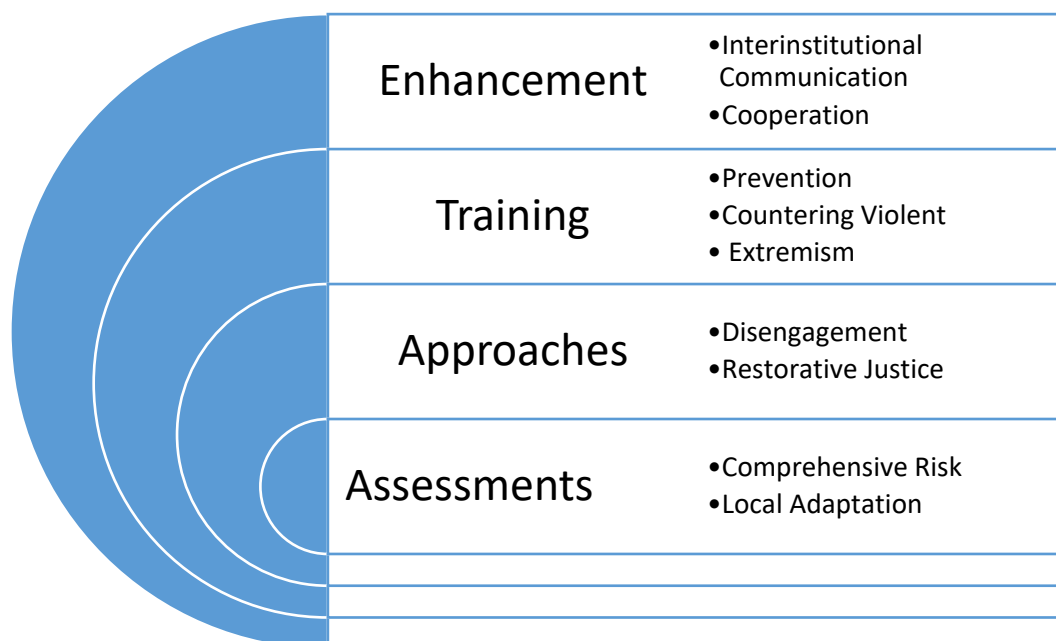 Enhancement
•Interinstitutional
Communication
•Cooperation
Training
•Prevention
•Countering Violent
• Extremism
Approaches
•Disengagement
•Restorative Justice
Assessments
•Comprehensive Risk
•Local Adaptation